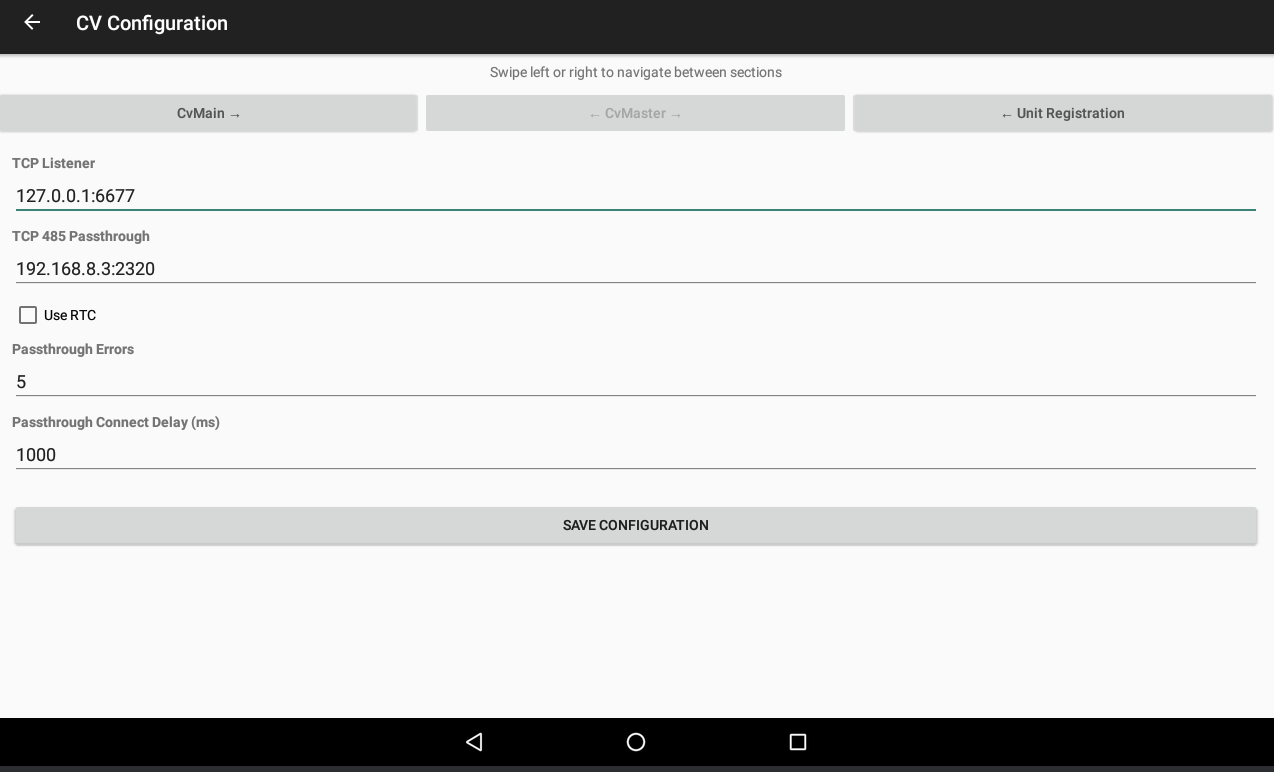 CV Configuration
Swipe left or right to navigate between sections
CvMain →
← CvMaster →
← Unit Registration
TCP Listener
127.0.0.1:6677
TCP 485 Passthrough
192.168.8.3:2320
Use RTC
Passthrough Errors
5
Passthrough Connect Delay (ms)
1000
SAVE CONFIGURATION